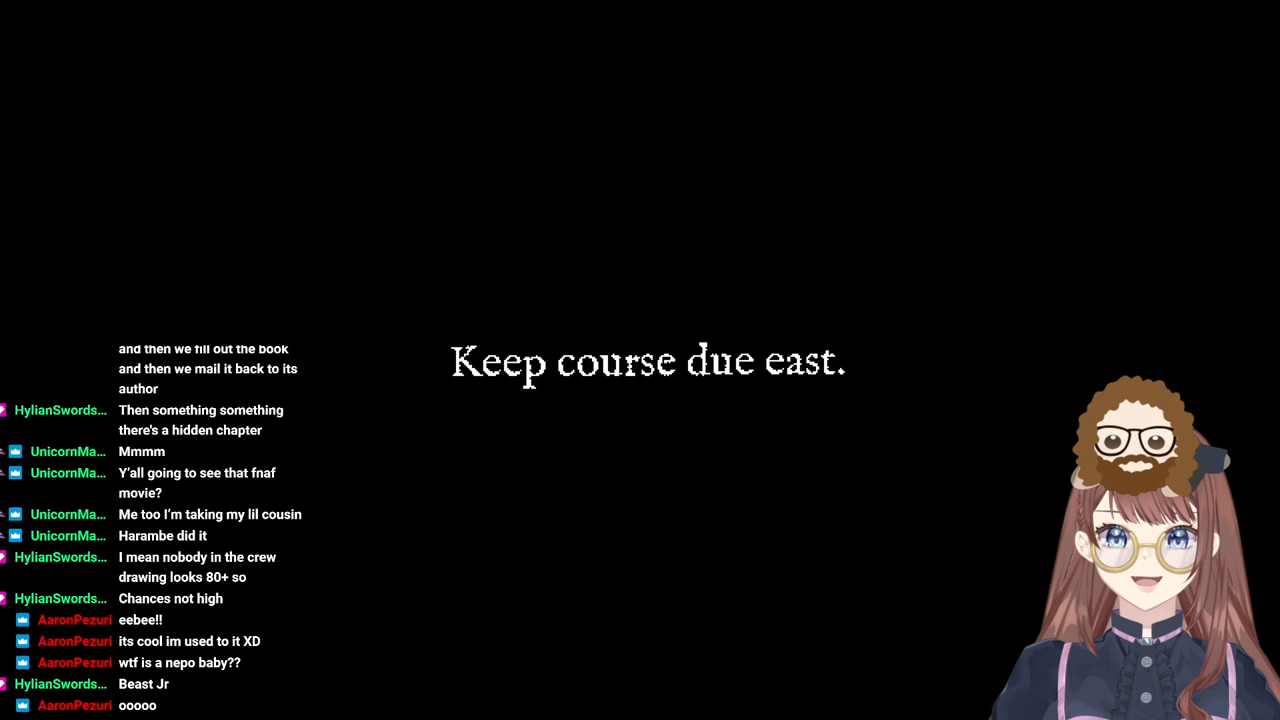 and then we fill out the book
and then we mail it back to its
author
HylianSwords... Then something something
there's a hidden chapter
UnicornMa... Mmmm
UnicornMa... Y'all going to see that fnaf
movie?
UnicornMa... Me too I'm taking my lil cousin
UnicornMa... Harambe did it
HylianSwords... I mean nobody in the crew
drawing looks 80+ so
HylianSwords... Chances not high
AaronPezuri eebee!!
AaronPezuri its cool im used to it XD
AaronPezuri wtf is a nepo baby??
HylianSwords... Beast Jr
AaronPezuri ooooo
Keep course due east.